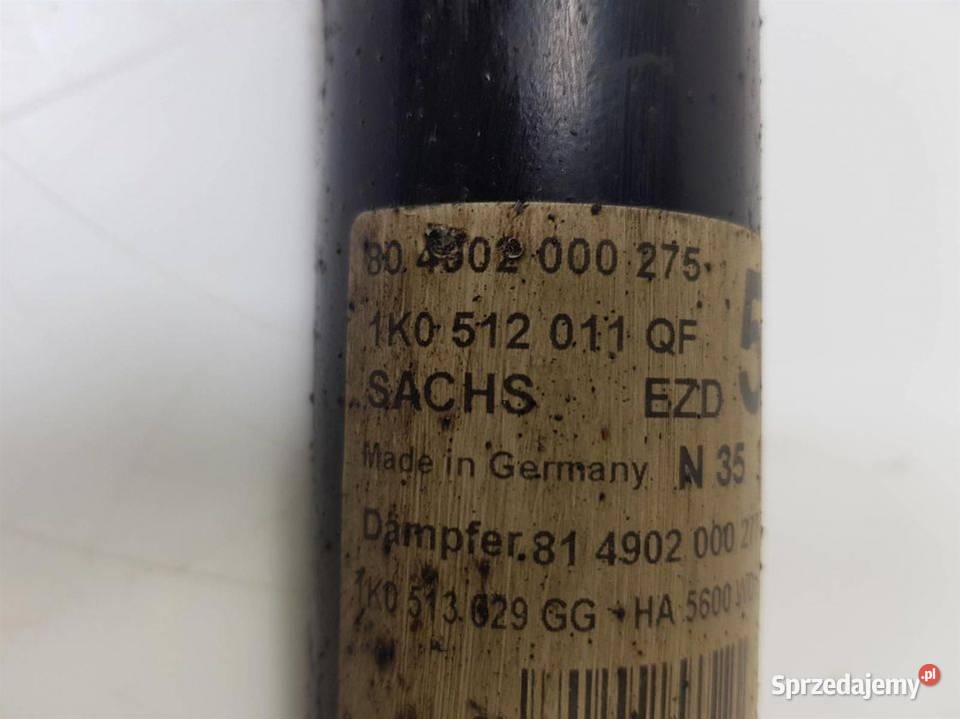 80 4902 000 275
1K0 512 011 QF 5
SACHS EZD
Made in Germany N 35
Dämpfer.81 4902 000
1K0 513 029 GG HA 5600
Sprzedajemy.pl